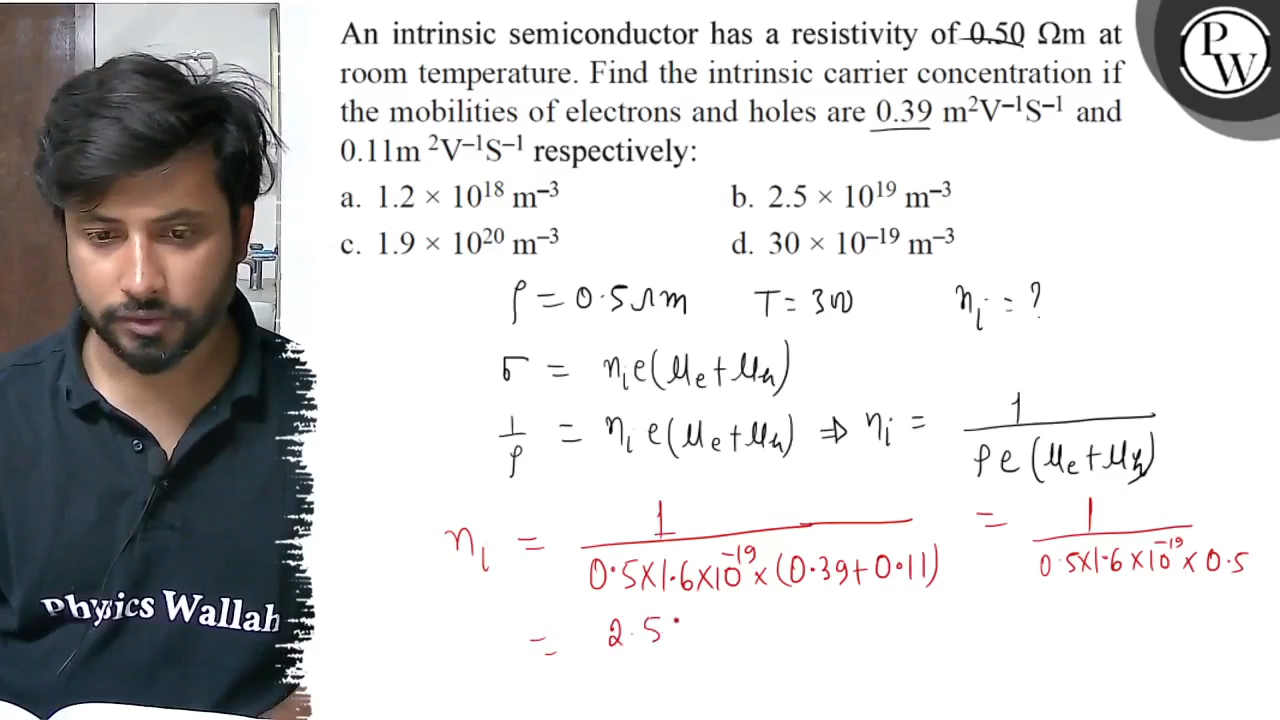 An intrinsic semiconductor has a resistivity of 0.50 Ωm at
room temperature. Find the intrinsic carrier concentration if
the mobilities of electrons and holes are 0.39 m²V⁻¹S⁻¹ and
0.11m ²V⁻¹S⁻¹ respectively:
a. 1.2 × 10¹⁸ m⁻³ b. 2.5 × 10¹⁹ m⁻³
c. 1.9 × 10²⁰ m⁻³ d. 30 × 10⁻¹⁹ m⁻³
ρ = 0.5 Ωm T = 300 nᵢ = ?
σ = nᵢe(μₑ+μₕ)
1/ρ = nᵢe(μₑ+μₕ) ⇒ nᵢ = 1/ρe(μₑ+μₕ)
nᵢ = 1/0.5×1.6×10⁻¹⁹×(0.39+0.11) = 1/0.5×1.6×10⁻¹⁹×0.5
= 2.5
PW
Physics Wallah